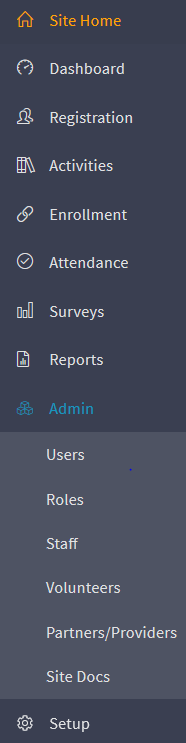 Site Home
Dashboard
Registration
Activities
Enrollment
Attendance
Surveys
Reports
Admin
Users
Roles
Staff
Volunteers
Partners/Providers
Site Docs
Setup